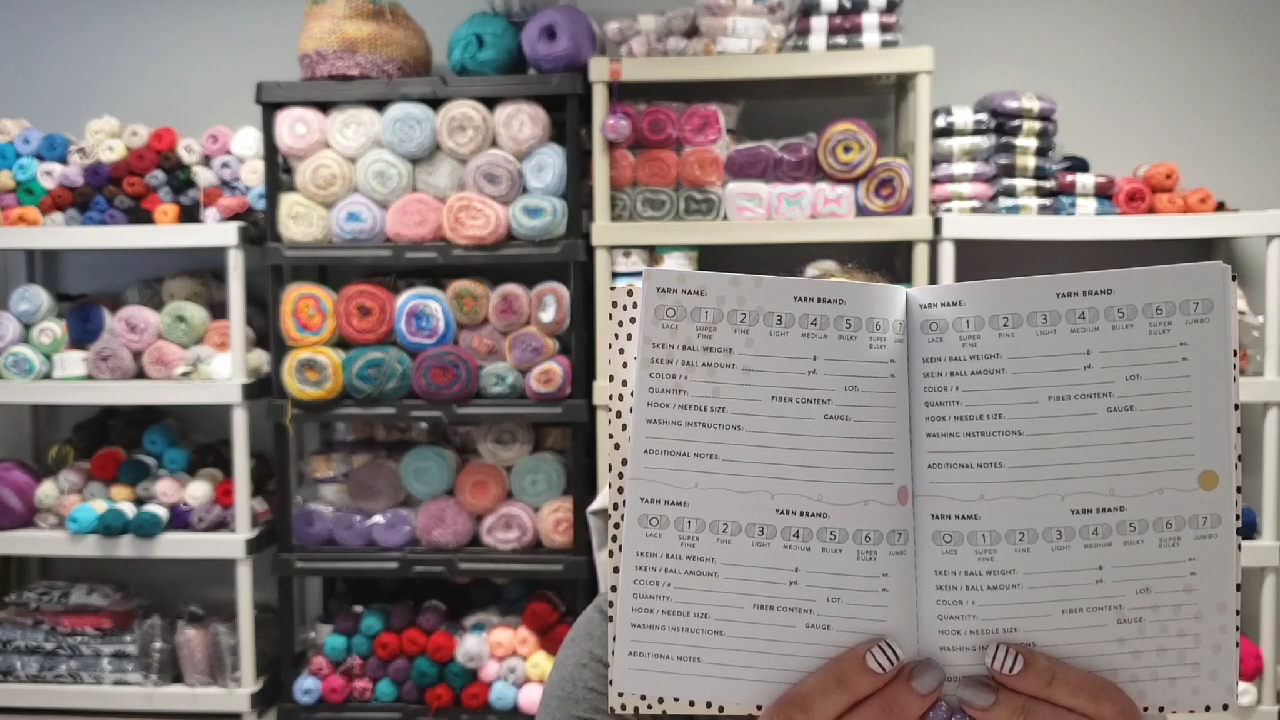 YARN NAME: YARN BRAND:
0 1 2 3 4 5 6 7
LACE SUPER FINE FINE LIGHT MEDIUM BULKY SUPER BULKY JUMBO
SKEIN / BALL WEIGHT: g. oz.
SKEIN / BALL AMOUNT: yd. m.
COLOR / # LOT:
QUANTITY: FIBER CONTENT:
HOOK / NEEDLE SIZE: GAUGE:
WASHING INSTRUCTIONS:
ADDITIONAL NOTES:
YARN NAME: YARN BRAND:
0 1 2 3 4 5 6 7
LACE SUPER FINE FINE LIGHT MEDIUM BULKY SUPER BULKY JUMBO
SKEIN / BALL WEIGHT: g. oz.
SKEIN / BALL AMOUNT: yd. m.
COLOR / # LOT:
QUANTITY: FIBER CONTENT:
HOOK / NEEDLE SIZE: GAUGE:
WASHING INSTRUCTIONS:
ADDITIONAL NOTES:
YARN NAME: YARN BRAND:
0 1 2 3 4 5 6 7
LACE SUPER FINE FINE LIGHT MEDIUM BULKY SUPER BULKY JUMBO
SKEIN / BALL WEIGHT: g. oz.
SKEIN / BALL AMOUNT: yd. m.
COLOR / # LOT:
QUANTITY: FIBER CONTENT:
HOOK / NEEDLE SIZE: GAUGE:
WASHING INSTRUCTIONS:
ADDITIONAL NOTES:
YARN NAME: YARN BRAND:
0 1 2 3 4 5 6 7
LACE SUPER FINE FINE LIGHT MEDIUM BULKY SUPER BULKY JUMBO
SKEIN / BALL WEIGHT: g. oz.
SKEIN / BALL AMOUNT: yd. m.
COLOR / # LOT:
QUANTITY: FIBER CONTENT:
HOOK / NEEDLE SIZE: GAUGE:
WASHING